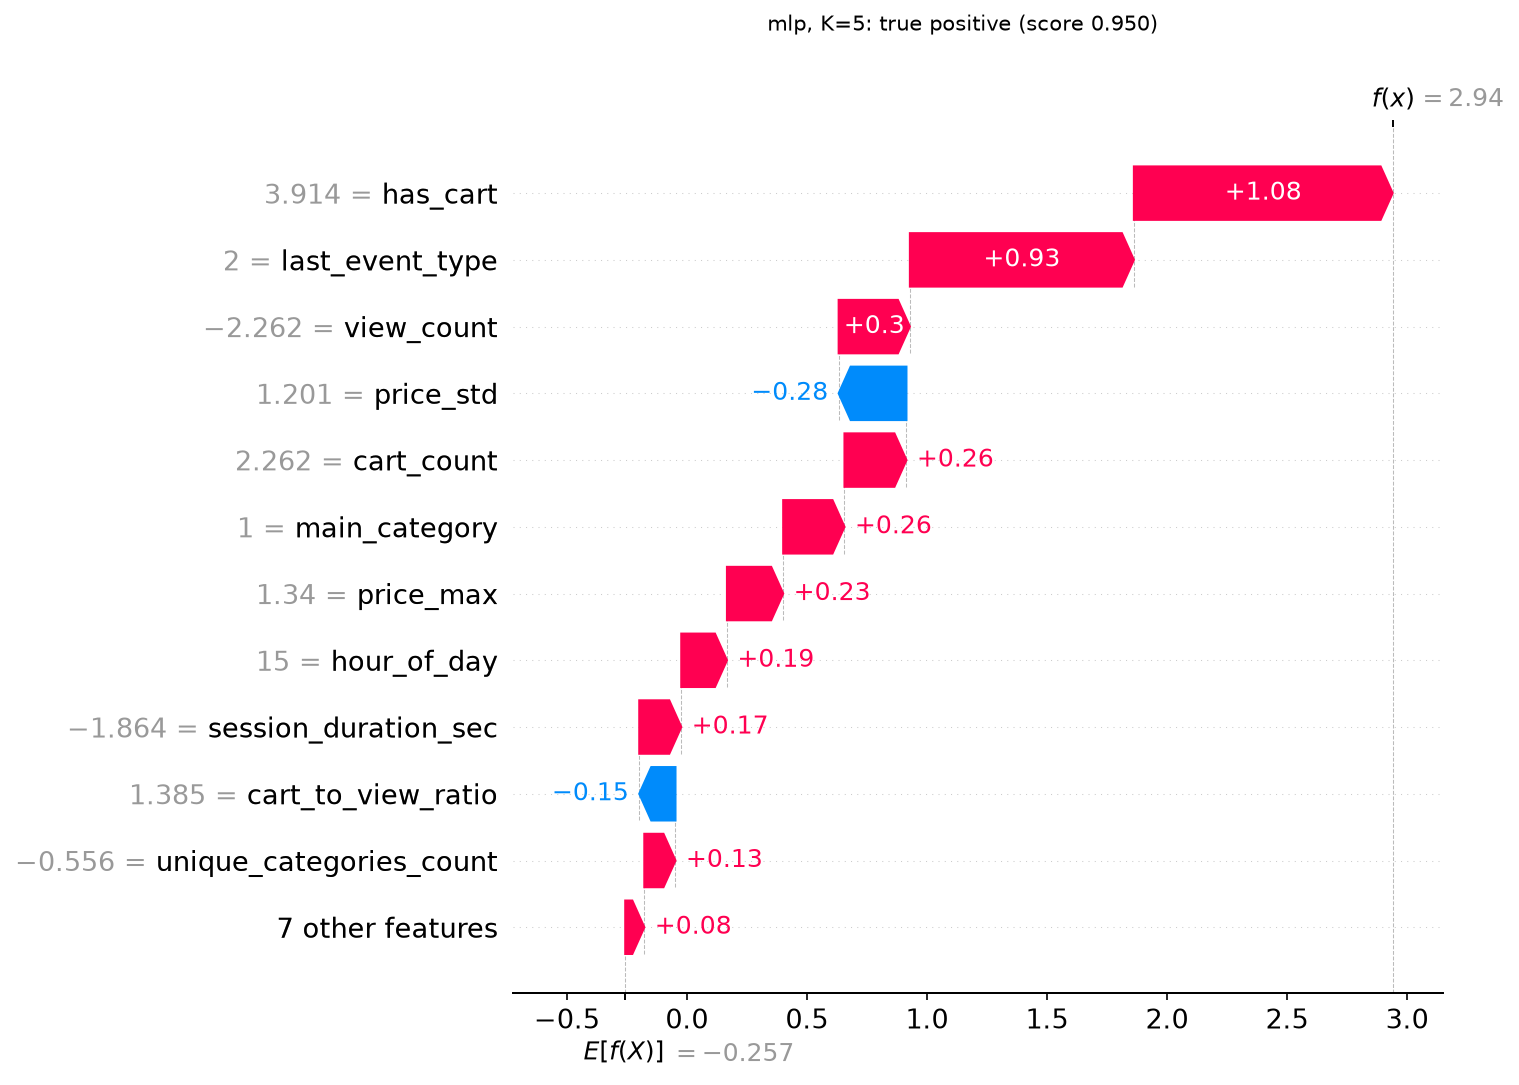 mlp, K=5: true positive (score 0.950)
f(x) = 2.94
3.914 = has_cart +1.08
2 = last_event_type +0.93
−2.262 = view_count +0.3
1.201 = price_std −0.28
2.262 = cart_count +0.26
1 = main_category +0.26
1.34 = price_max +0.23
15 = hour_of_day +0.19
−1.864 = session_duration_sec +0.17
1.385 = cart_to_view_ratio −0.15
−0.556 = unique_categories_count +0.13
7 other features +0.08
−0.5 0.0 0.5 1.0 1.5 2.0 2.5 3.0
E[f(X)] = −0.257